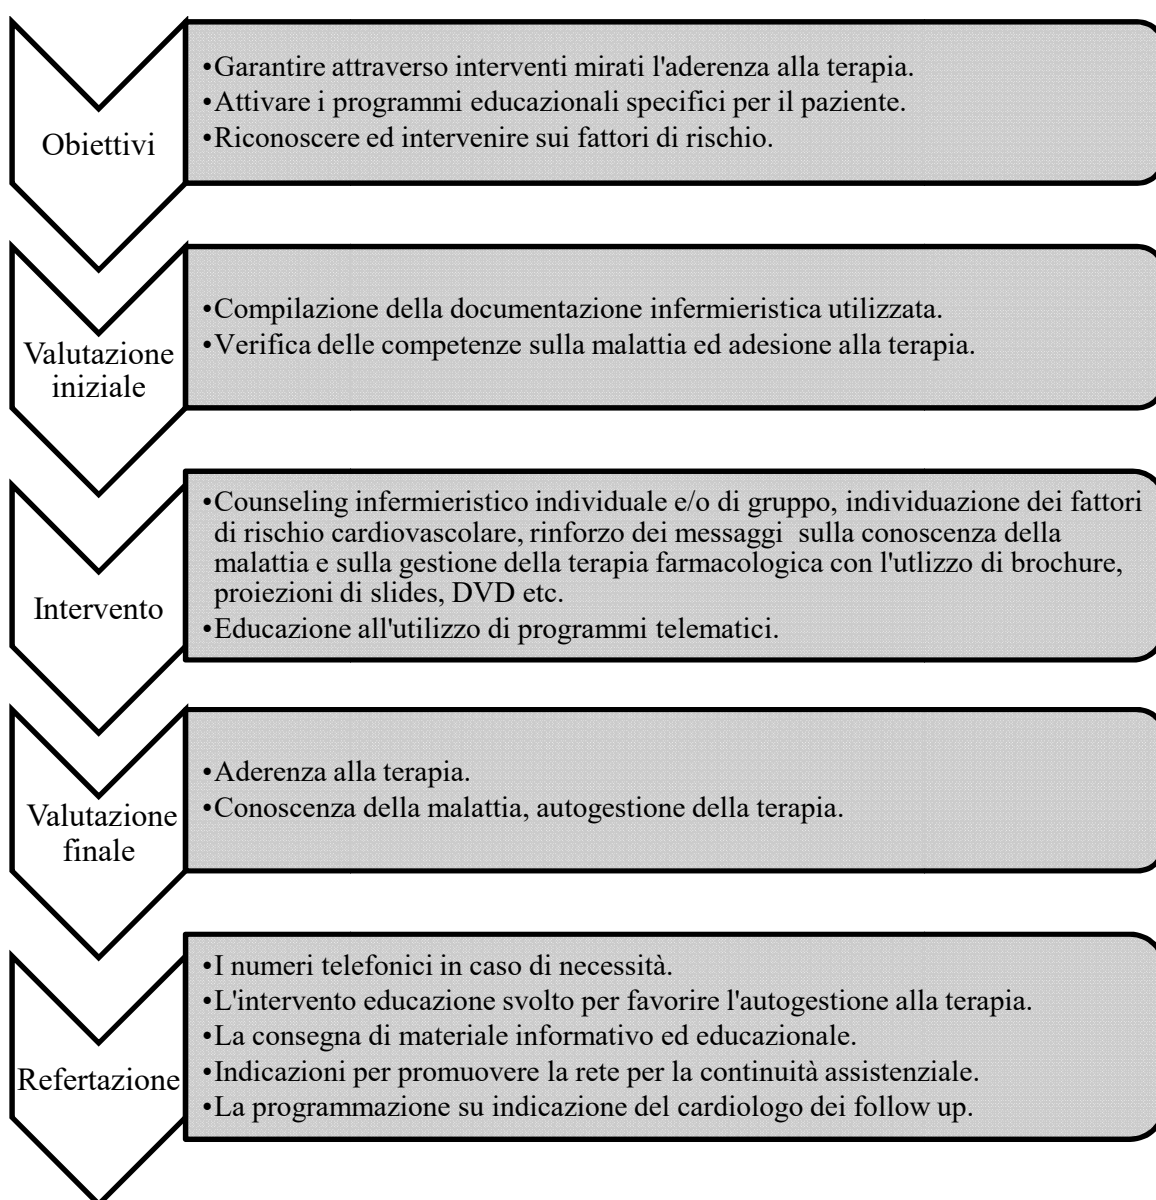 Obiettivi
•Garantire attraverso interventi mirati l'aderenza alla terapia.
•Attivare i programmi educazionali specifici per il paziente.
•Riconoscere ed intervenire sui fattori di rischio.
Valutazione
iniziale
•Compilazione della documentazione infermieristica utilizzata.
•Verifica delle competenze sulla malattia ed adesione alla terapia.
Intervento
•Counseling infermieristico individuale e/o di gruppo, individuazione dei fattori
di rischio cardiovascolare, rinforzo dei messaggi  sulla conoscenza della
malattia e sulla gestione della terapia farmacologica con l'utlizzo di brochure,
proiezioni di slides, DVD etc.
•Educazione all'utilizzo di programmi telematici.
Valutazione
finale
•Aderenza alla terapia.
•Conoscenza della malattia, autogestione della terapia.
Refertazione
•I numeri telefonici in caso di necessità.
•L'intervento educazione svolto per favorire l'autogestione alla terapia.
•La consegna di materiale informativo ed educazionale.
•Indicazioni per promuovere la rete per la continuità assistenziale.
•La programmazione su indicazione del cardiologo dei follow up.